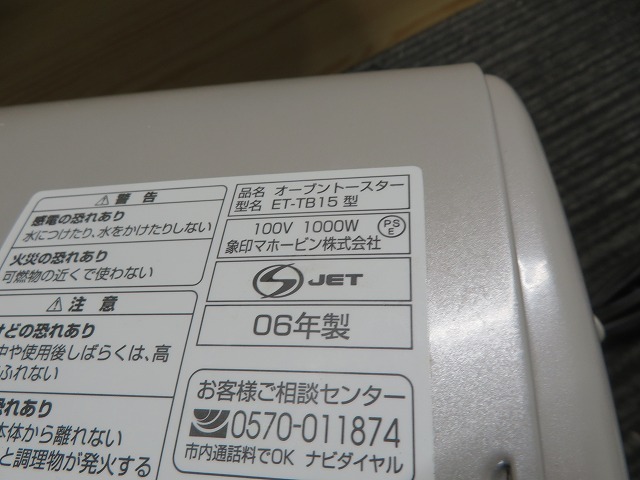 ⚠ 警告
感電の恐れあり
水につけたり、水をかけたりしない
火災の恐れあり
可燃物の近くで使わない
⚠ 注意
けどの恐れあり
中や使用後しばらくは、高
ふれない
恐れあり
本体から離れない
と調理物が発火する
品名 オーブントースター
型名 ET-TB15 型
100V 1000W
PSE
象印マホービン株式会社
S JET
06年製
お客様ご相談センター
0570-011874
市内通話料でOK ナビダイヤル